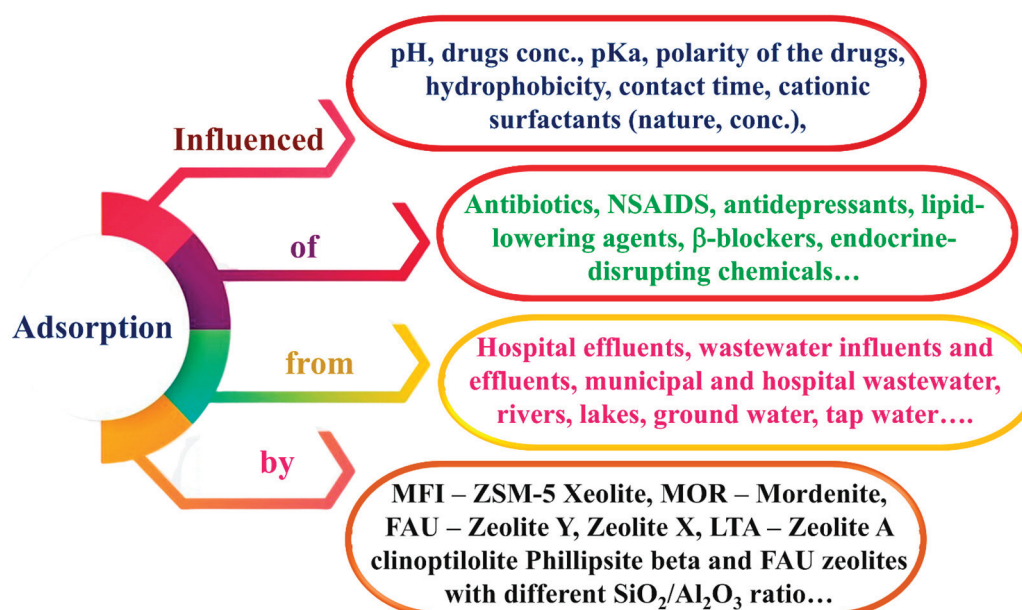 Adsorption
Influenced
pH, drugs conc., pKa, polarity of the drugs,
hydrophobicity, contact time, cationic
surfactants (nature, conc.),
of
Antibiotics, NSAIDS, antidepressants, lipid-
lowering agents, β-blockers, endocrine-
disrupting chemicals…
from
Hospital effluents, wastewater influents and
effluents, municipal and hospital wastewater,
rivers, lakes, ground water, tap water….
by
MFI – ZSM-5 Xeolite, MOR – Mordenite,
FAU – Zeolite Y, Zeolite X, LTA – Zeolite A
clinoptilolite Phillipsite beta and FAU zeolites
with different SiO₂/Al₂O₃ ratio…